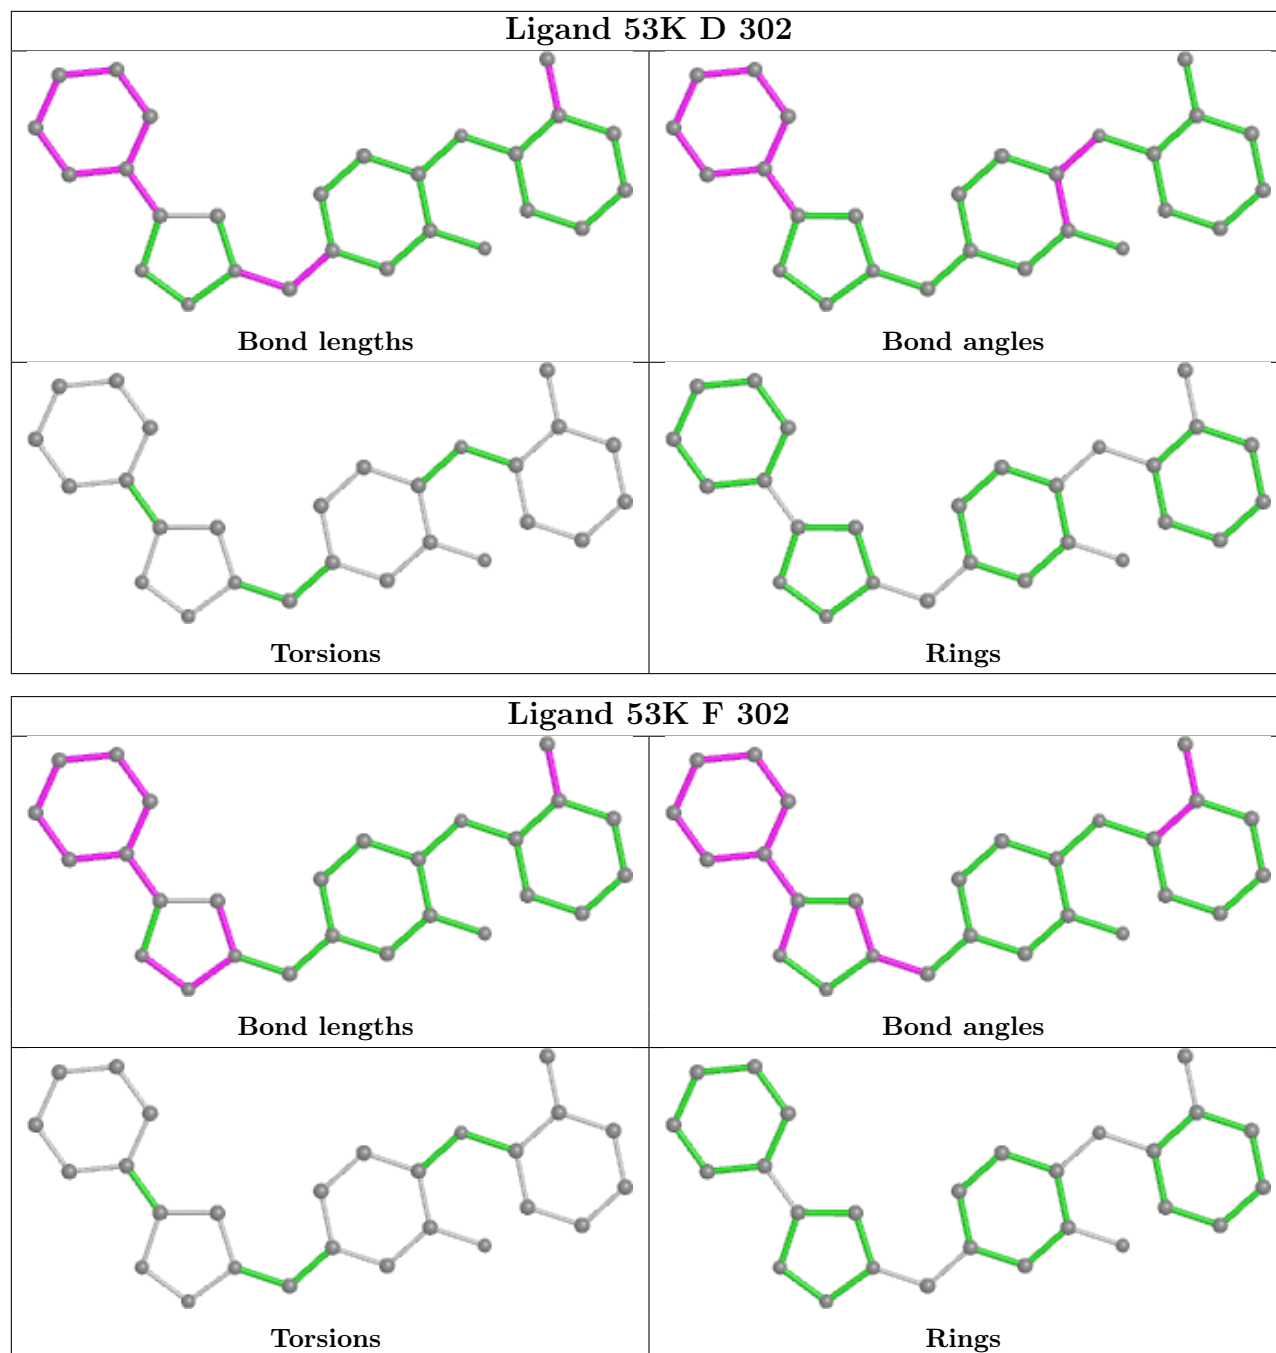 Ligand 53K D 302
Bond lengths
Bond angles
Torsions
Rings
Ligand 53K F 302
Bond lengths
Bond angles
Torsions
Rings